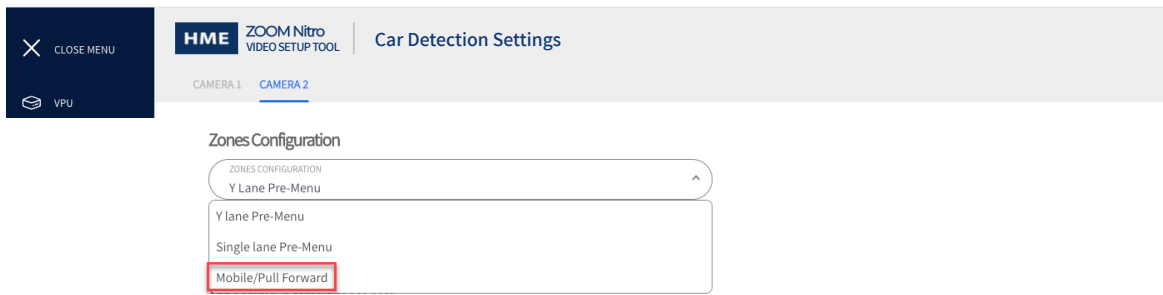 CLOSE MENU
HME ZOOM Nitro
VIDEO SETUP TOOL
Car Detection Settings
CAMERA 1 CAMERA 2
VPU
Zones Configuration
ZONES CONFIGURATION
Y Lane Pre-Menu
Y lane Pre-Menu
Single lane Pre-Menu
Mobile/Pull Forward